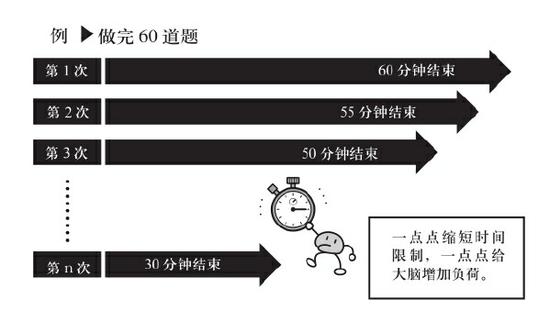 例 ▶ 做完 60 道题
第 1 次 60 分钟结束
第 2 次 55 分钟结束
第 3 次 50 分钟结束
第 n 次 30 分钟结束
一点点缩短时间
限制，一点点给
大脑增加负荷。